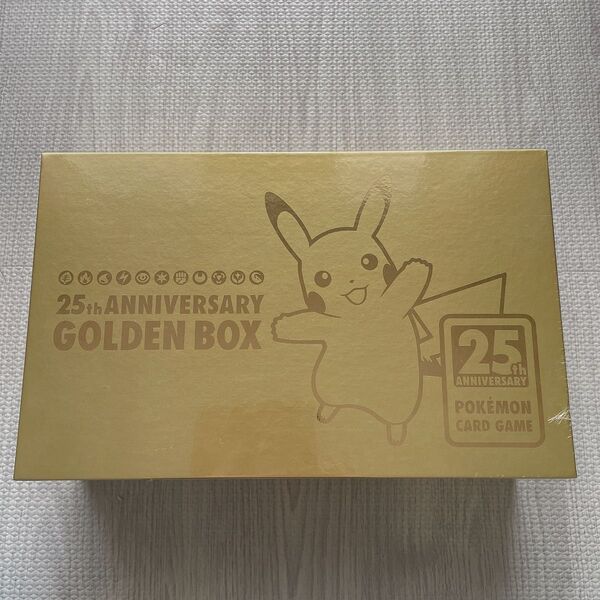 25th ANNIVERSARY
GOLDEN BOX
25th
ANNIVERSARY
POKÉMON
CARD GAME